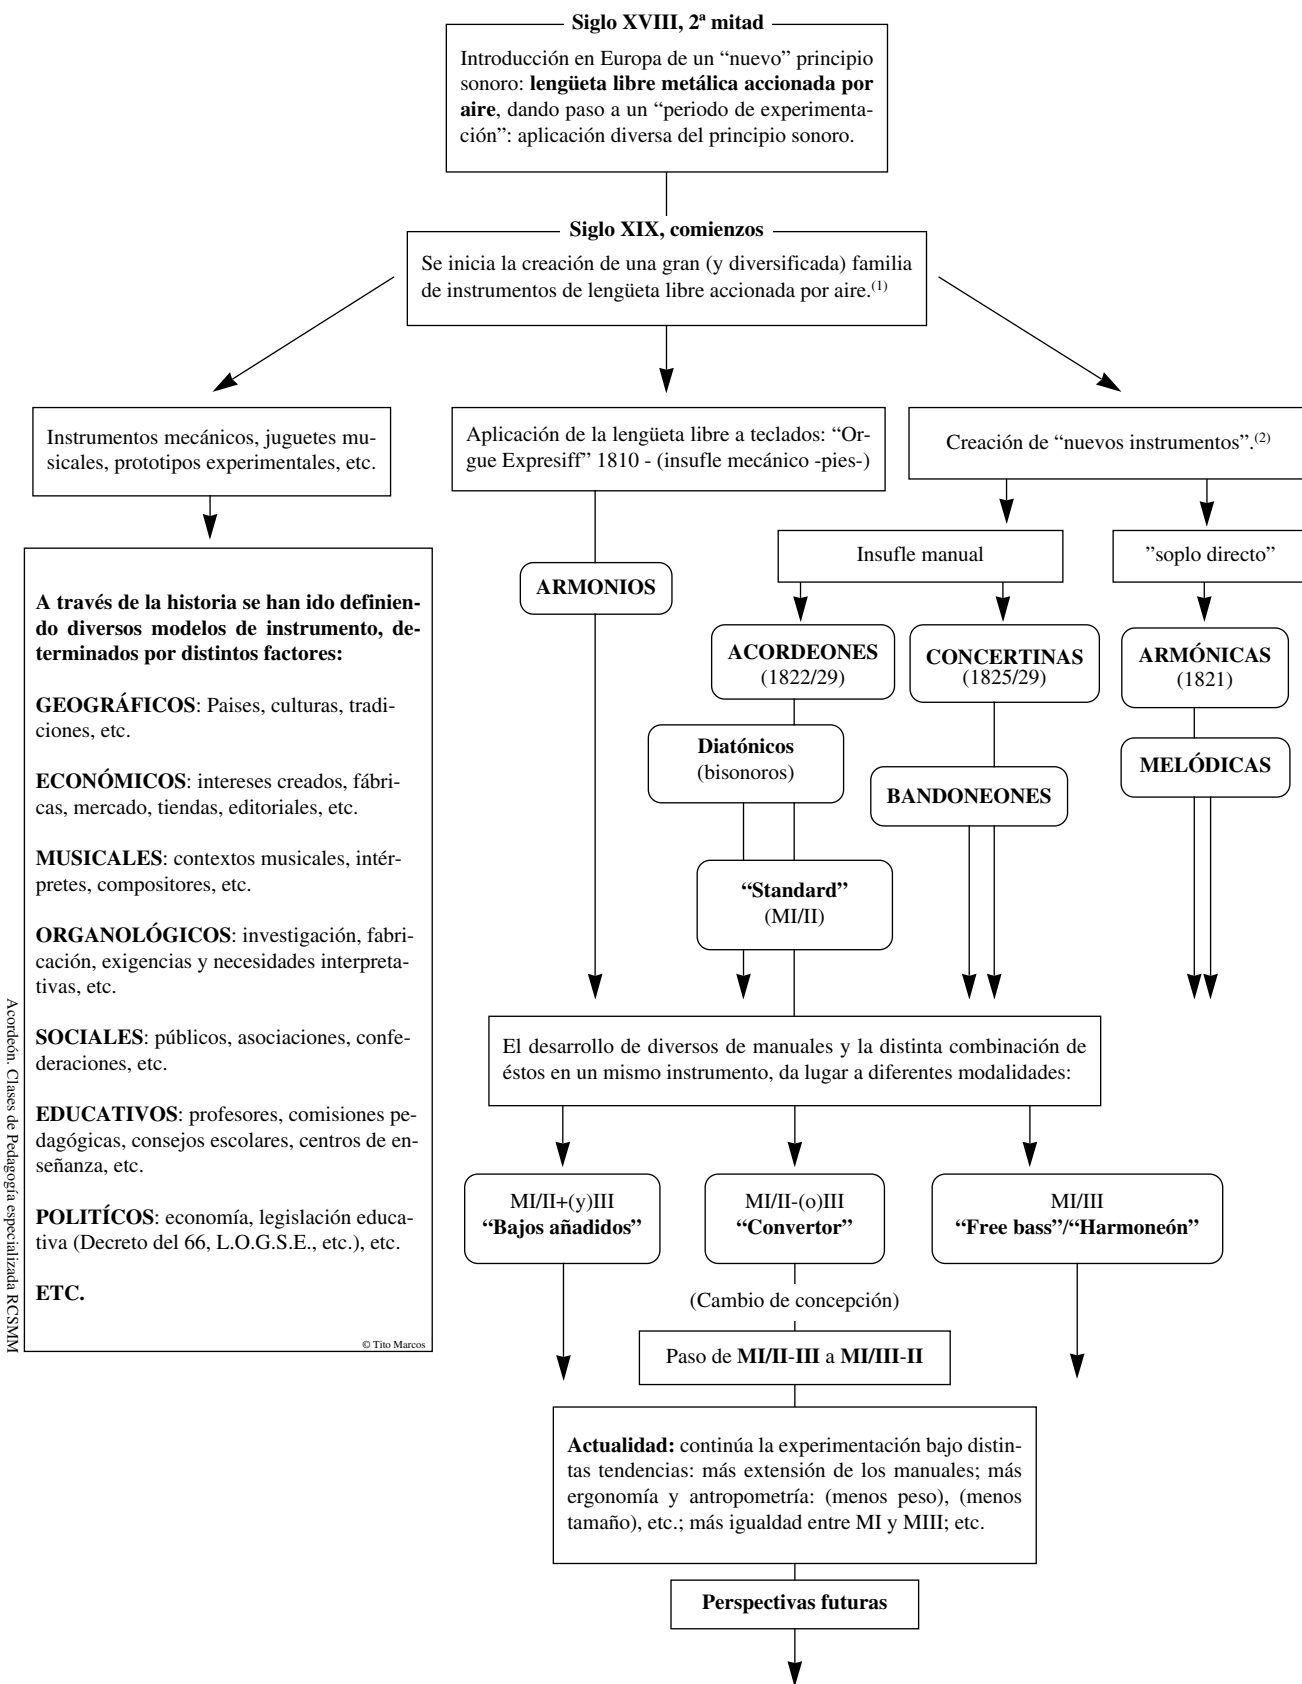 Siglo XVIII, 2ª mitad
Introducción en Europa de un “nuevo” principio
sonoro: lengüeta libre metálica accionada por
aire, dando paso a un “periodo de experimenta-
ción”: aplicación diversa del principio sonoro.
Siglo XIX, comienzos
Se inicia la creación de una gran (y diversificada) familia
de instrumentos de lengüeta libre accionada por aire.(1)
Instrumentos mecánicos, juguetes mu-
sicales, prototipos experimentales, etc.
Aplicación de la lengüeta libre a teclados: “Or-
gue Expresiff” 1810 - (insufle mecánico -pies-)
Creación de “nuevos instrumentos”.(2)
Insufle manual
”soplo directo”
ARMONIOS
ACORDEONES
(1822/29)
CONCERTINAS
(1825/29)
ARMÓNICAS
(1821)
Diatónicos
(bisonoros)
BANDONEONES
MELÓDICAS
“Standard”
(MI/II)
A través de la historia se han ido definien-
do diversos modelos de instrumento, de-
terminados por distintos factores:
GEOGRÁFICOS: Paises, culturas, tradi-
ciones, etc.
ECONÓMICOS: intereses creados, fábri-
cas, mercado, tiendas, editoriales, etc.
MUSICALES: contextos musicales, intér-
pretes, compositores, etc.
ORGANOLÓGICOS: investigación, fabri-
cación, exigencias y necesidades interpreta-
tivas, etc.
SOCIALES: públicos, asociaciones, confe-
deraciones, etc.
EDUCATIVOS: profesores, comisiones pe-
dagógicas, consejos escolares, centros de en-
señanza, etc.
POLITÍCOS: economía, legislación educa-
tiva (Decreto del 66, L.O.G.S.E., etc.), etc.
ETC.
© Tito Marcos
Acordeón. Clases de Pedagogía especializada RCSMM
El desarrollo de diversos de manuales y la distinta combinación de
éstos en un mismo instrumento, da lugar a diferentes modalidades:
MI/II+(y)III
“Bajos añadidos”
MI/II-(o)III
“Convertor”
MI/III
“Free bass”/“Harmoneón”
(Cambio de concepción)
Paso de MI/II-III a MI/III-II
Actualidad: continúa la experimentación bajo distin-
tas tendencias: más extensión de los manuales; más
ergonomía y antropometría: (menos peso), (menos
tamaño), etc.; más igualdad entre MI y MIII; etc.
Perspectivas futuras